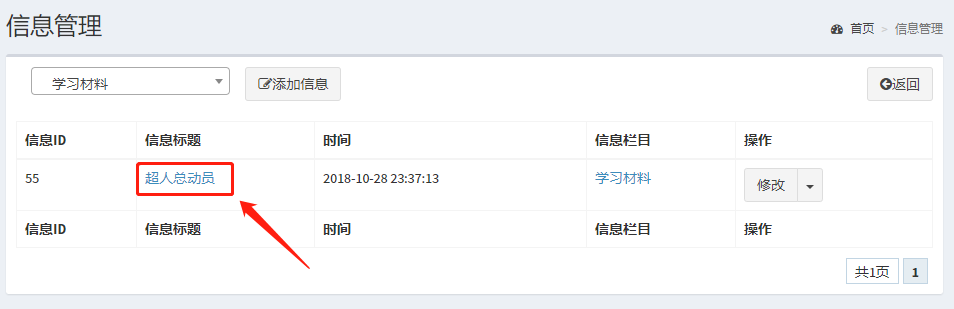 信息管理
首页 > 信息管理
学习材料 添加信息 返回
信息ID 信息标题 时间 信息栏目 操作
55 超人总动员 2018-10-28 23:37:13 学习材料 修改
信息ID 信息标题 时间 信息栏目 操作
共1页 1